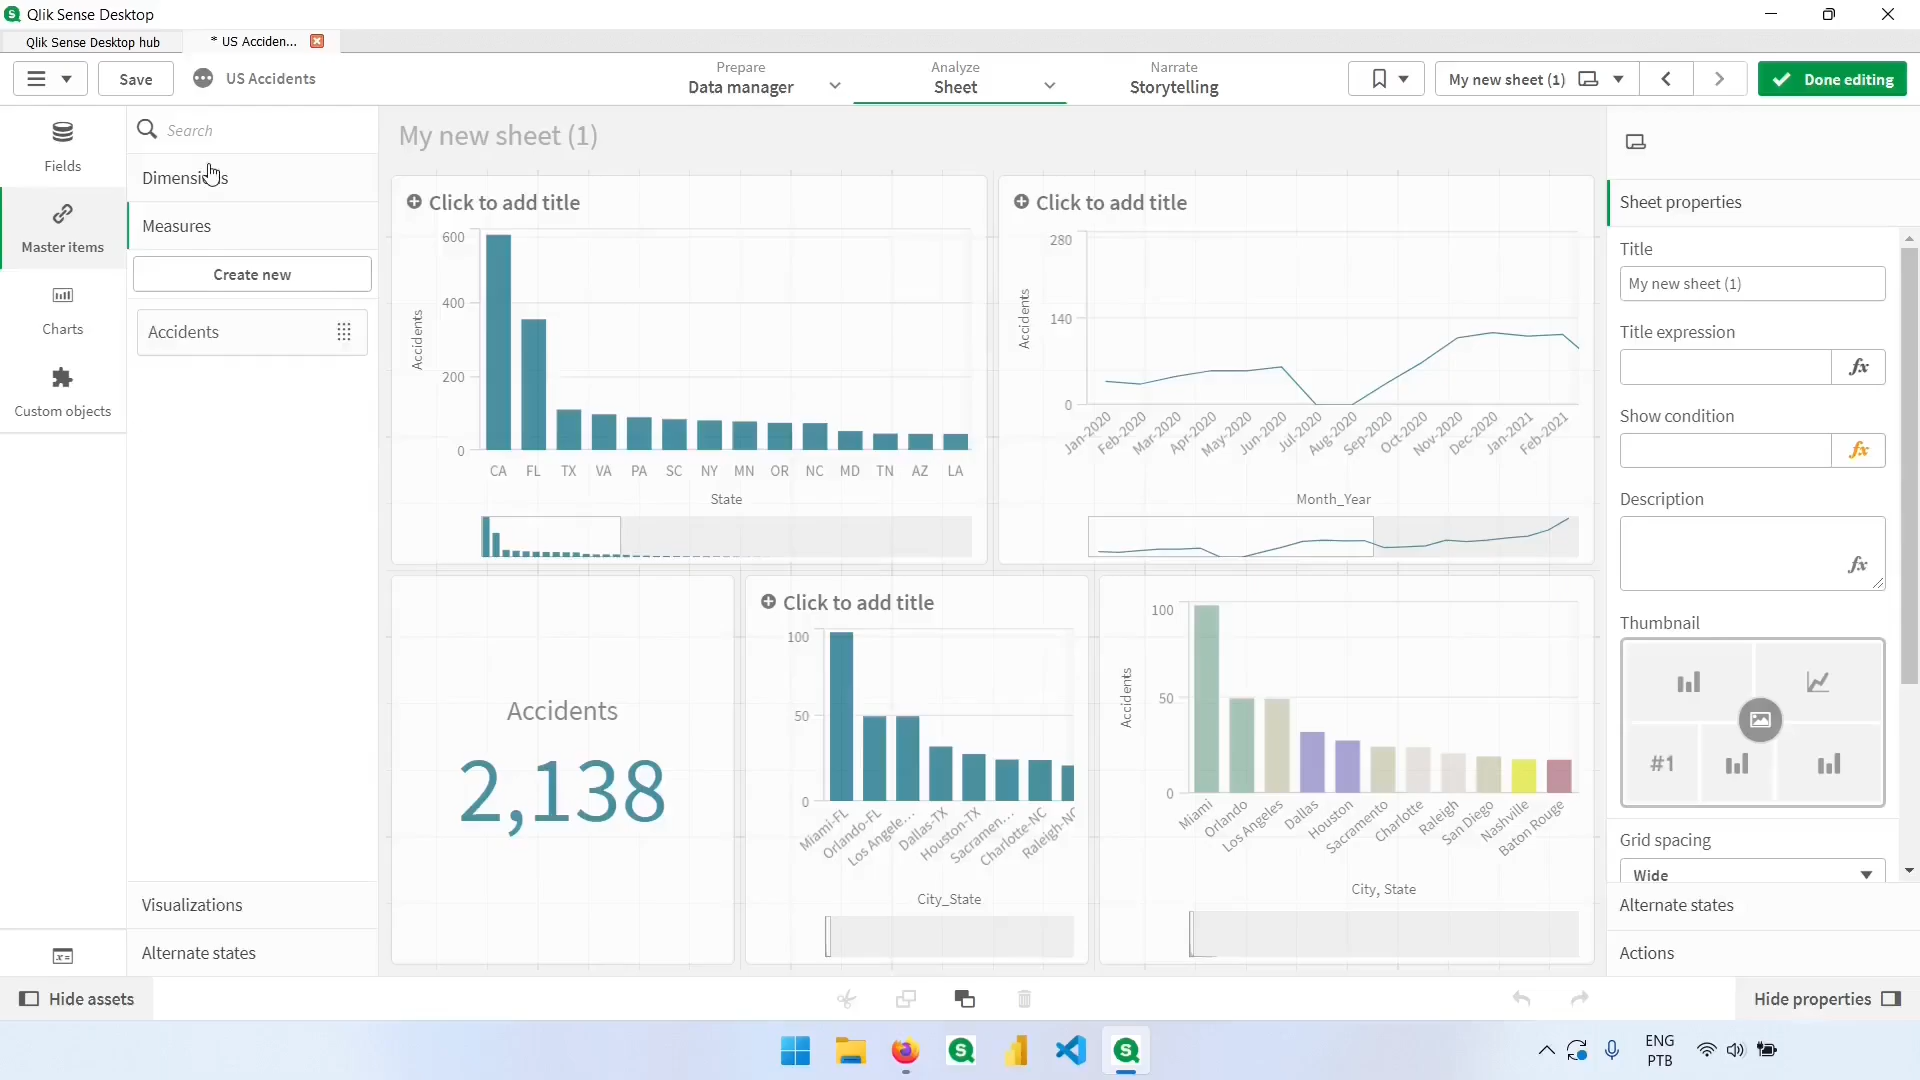 Qlik Sense Desktop
Qlik Sense Desktop hub
* US Acciden...
Save
US Accidents
Prepare
Data manager
Analyze
Sheet
Narrate
Storytelling
My new sheet (1)
Done editing
Fields
Master items
Charts
Custom objects
Search
Dimensions
Measures
Create new
Accidents
Visualizations
Alternate states
Hide assets
My new sheet (1)
Click to add title
Accidents
600
400
200
0
CA FL TX VA PA SC NY MN OR NC MD TN AZ LA
State
Click to add title
Accidents
280
140
0
Jan-2020 Feb-2020 Mar-2020 Apr-2020 May-2020 Jun-2020 Jul-2020 Aug-2020 Sep-2020 Oct-2020 Nov-2020 Dec-2020 Jan-2021 Feb-2021
Month_Year
Accidents
2,138
Click to add title
100
50
0
Miami-FL Orlando-FL Los Angele... Dallas-TX Houston-TX Sacramen... Charlotte-NC Raleigh-NC
City_State
Accidents
100
50
0
Miami Orlando Los Angeles Dallas Houston Sacramento Charlotte Raleigh San Diego Nashville Baton Rouge
City, State
Sheet properties
Title
My new sheet (1)
Title expression
fx
Show condition
fx
Description
fx
Thumbnail
#1
Grid spacing
Wide
Alternate states
Actions
Hide properties
ENG
PTB